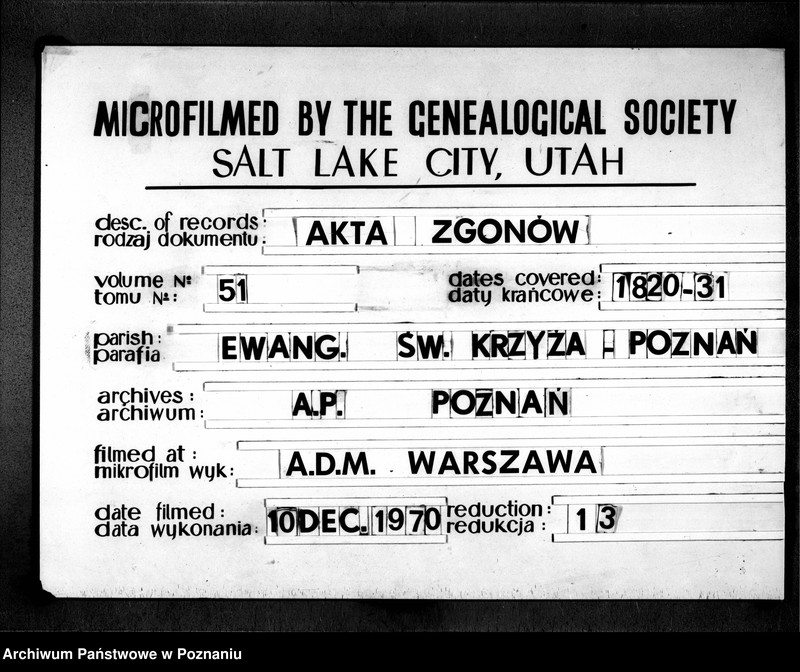 MICROFILMED BY THE GENEALOGICAL SOCIETY
SALT LAKE CITY, UTAH
desc. of records: AKTA ZGONÓW
rodzaj dokumentu:
volume № 51 dates covered: 1820-31
tomu №: daty krańcowe:
parish: EWANG. ŚW. KRZYŻA - POZNAŃ
parafia
archives: A.P. POZNAŃ
archiwum:
filmed at: A.D.M. WARSZAWA
mikrofilm wyk:
date filmed: 10 DEC. 1970 reduction: 13
data wykonania: redukcja:
Archiwum Państwowe w Poznaniu